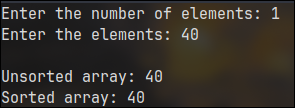 Enter the number of elements: 1
Enter the elements: 40

Unsorted array: 40
Sorted array: 40